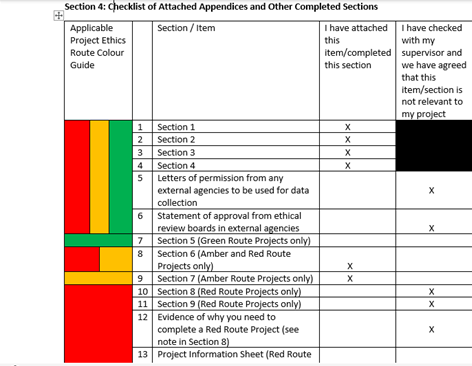 Section 4: Checklist of Attached Appendices and Other Completed Sections
Applicable
Project Ethics
Route Colour
Guide
Section / Item
I have attached
this
item/completed
this section
I have checked
with my
supervisor and
we have agreed
that this
item/section is
not relevant to
my project
1 Section 1 X
2 Section 2 X
3 Section 3 X
4 Section 4 X
5 Letters of permission from any
external agencies to be used for data
collection
X
6 Statement of approval from ethical
review boards in external agencies
X
7 Section 5 (Green Route Projects only)
8 Section 6 (Amber and Red Route
Projects only) X
9 Section 7 (Amber Route Projects only) X
10 Section 8 (Red Route Projects only) X
11 Section 9 (Red Route Projects only) X
12 Evidence of why you need to
complete a Red Route Project (see
note in Section 8)
X
13 Project Information Sheet (Red Route